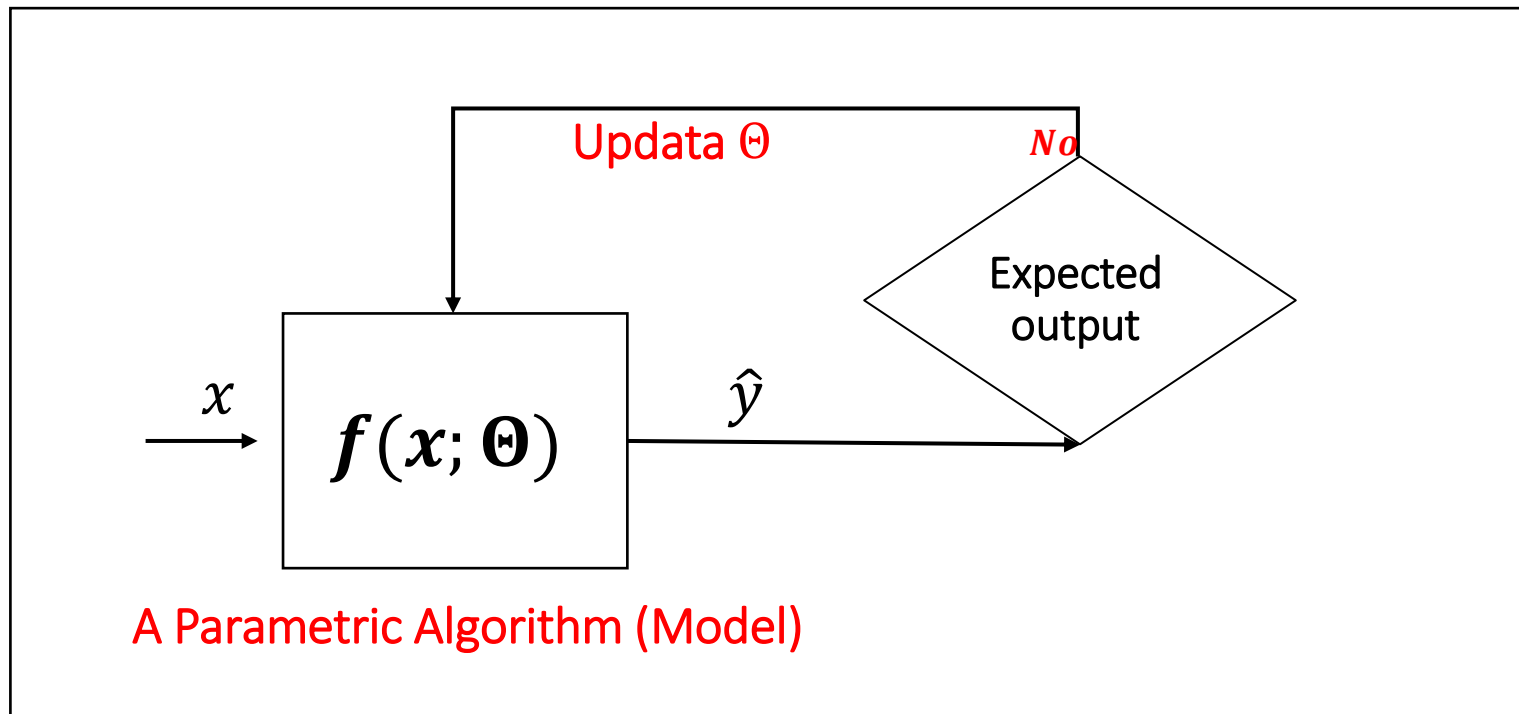 Updata Θ
No
Expected
output
x
f(x; Θ)
ŷ
A Parametric Algorithm (Model)